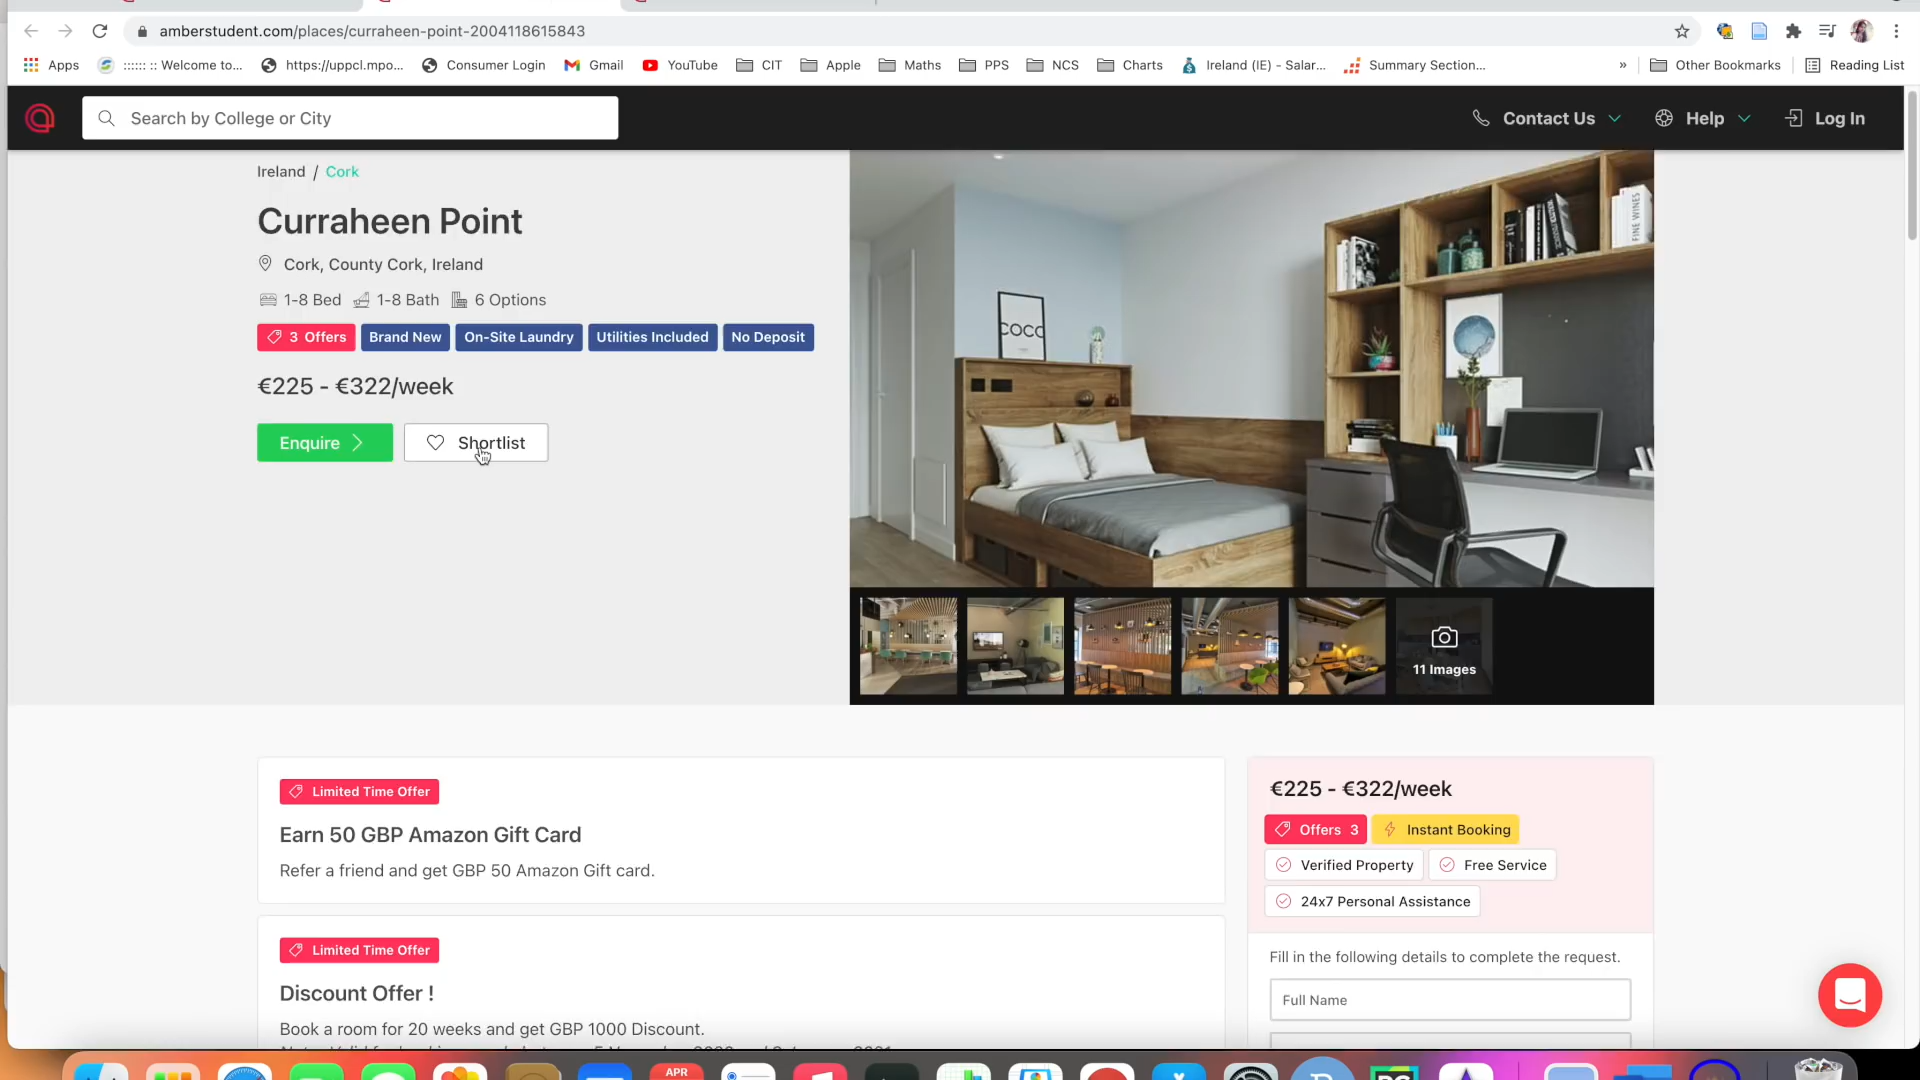 amberstudent.com/places/curraheen-point-2004118615843
Apps
:::::: :: Welcome to...
https://uppcl.mpo...
Consumer Login
Gmail
YouTube
CIT
Apple
Maths
PPS
NCS
Charts
Ireland (IE) - Salar...
Summary Section...
»
Other Bookmarks
Reading List
Search by College or City
Contact Us
Help
Log In
Ireland / Cork
Curraheen Point
Cork, County Cork, Ireland
1-8 Bed 1-8 Bath 6 Options
3 Offers
Brand New
On-Site Laundry
Utilities Included
No Deposit
€225 - €322/week
Enquire
Shortlist
COCO
FINE WINES
11 Images
Limited Time Offer
Earn 50 GBP Amazon Gift Card
Refer a friend and get GBP 50 Amazon Gift card.
Limited Time Offer
Discount Offer !
Book a room for 20 weeks and get GBP 1000 Discount.
€225 - €322/week
Offers 3
Instant Booking
Verified Property
Free Service
24x7 Personal Assistance
Fill in the following details to complete the request.
Full Name
APR